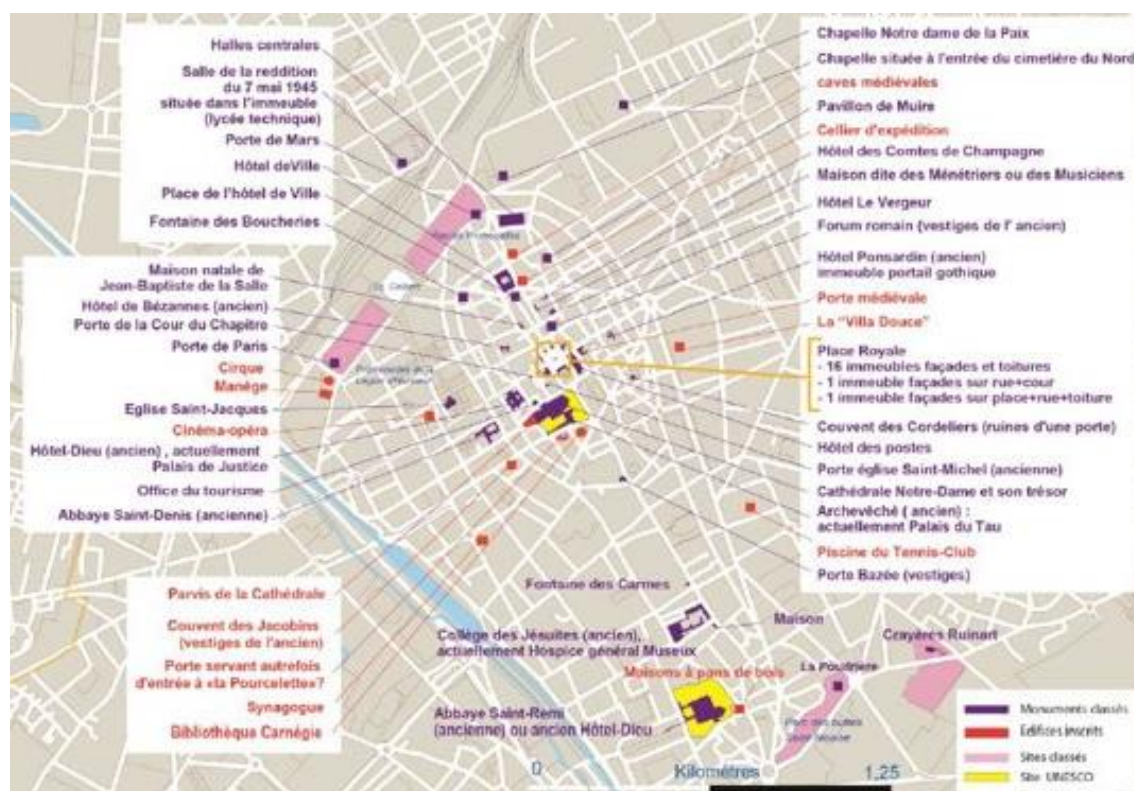 Halles centrales
Salle de la reddition
du 7 mai 1945
située dans l'immeuble
(lycée technique)
Porte de Mars
Hôtel deVille
Place de l'hôtel de Ville
Fontaine des Boucheries
Maison natale de
Jean-Baptiste de la Salle
Hôtel de Bézannes (ancien)
Porte de la Cour du Chapitre
Porte de Paris
Cirque
Manège
Eglise Saint-Jacques
Cinéma-opéra
Hôtel-Dieu (ancien) , actuellement
Palais de Justice
Office du tourisme
Abbaye Saint-Denis (ancienne)
Parvis de la Cathédrale
Couvent des Jacobins
(vestiges de l'ancien)
Porte servant autrefois
d'entrée à «la Pourcelette»?
Synagogue
Bibliothèque Carnégie
Chapelle Notre dame de la Paix
Chapelle située à l'entrée du cimetière du Nord
caves médiévales
Pavillon de Muire
Cellier d'expédition
Hôtel des Comtes de Champagne
Maison dite des Ménétriers ou des Musiciens
Hôtel Le Vergeur
Forum romain (vestiges de l' ancien)
Hôtel Ponsardin (ancien)
immeuble portail gothique
Porte médiévale
La "Villa Douce"
Place Royale
- 16 immeubles façades et toitures
- 1 immeuble façades sur rue+cour
- 1 immeuble façades sur place+rue+toiture
Couvent des Cordeliers (ruines d'une porte)
Hôtel des postes
Porte église Saint-Michel (ancienne)
Cathédrale Notre-Dame et son trésor
Archevêché ( ancien) :
actuellement Palais du Tau
Piscine du Tennis-Club
Porte Bazée (vestiges)
Fontaine des Carmes
Maison
Collège des Jésuites (ancien),
actuellement Hospice général Museux
Crayères Ruinart
La Poudrière
Maisons à pans de bois
Abbaye Saint-Remi
(ancienne) ou ancien Hôtel-Dieu
Monuments classés
Edifices inscrits
Sites classés
Site UNESCO
0 Kilométres 1,25